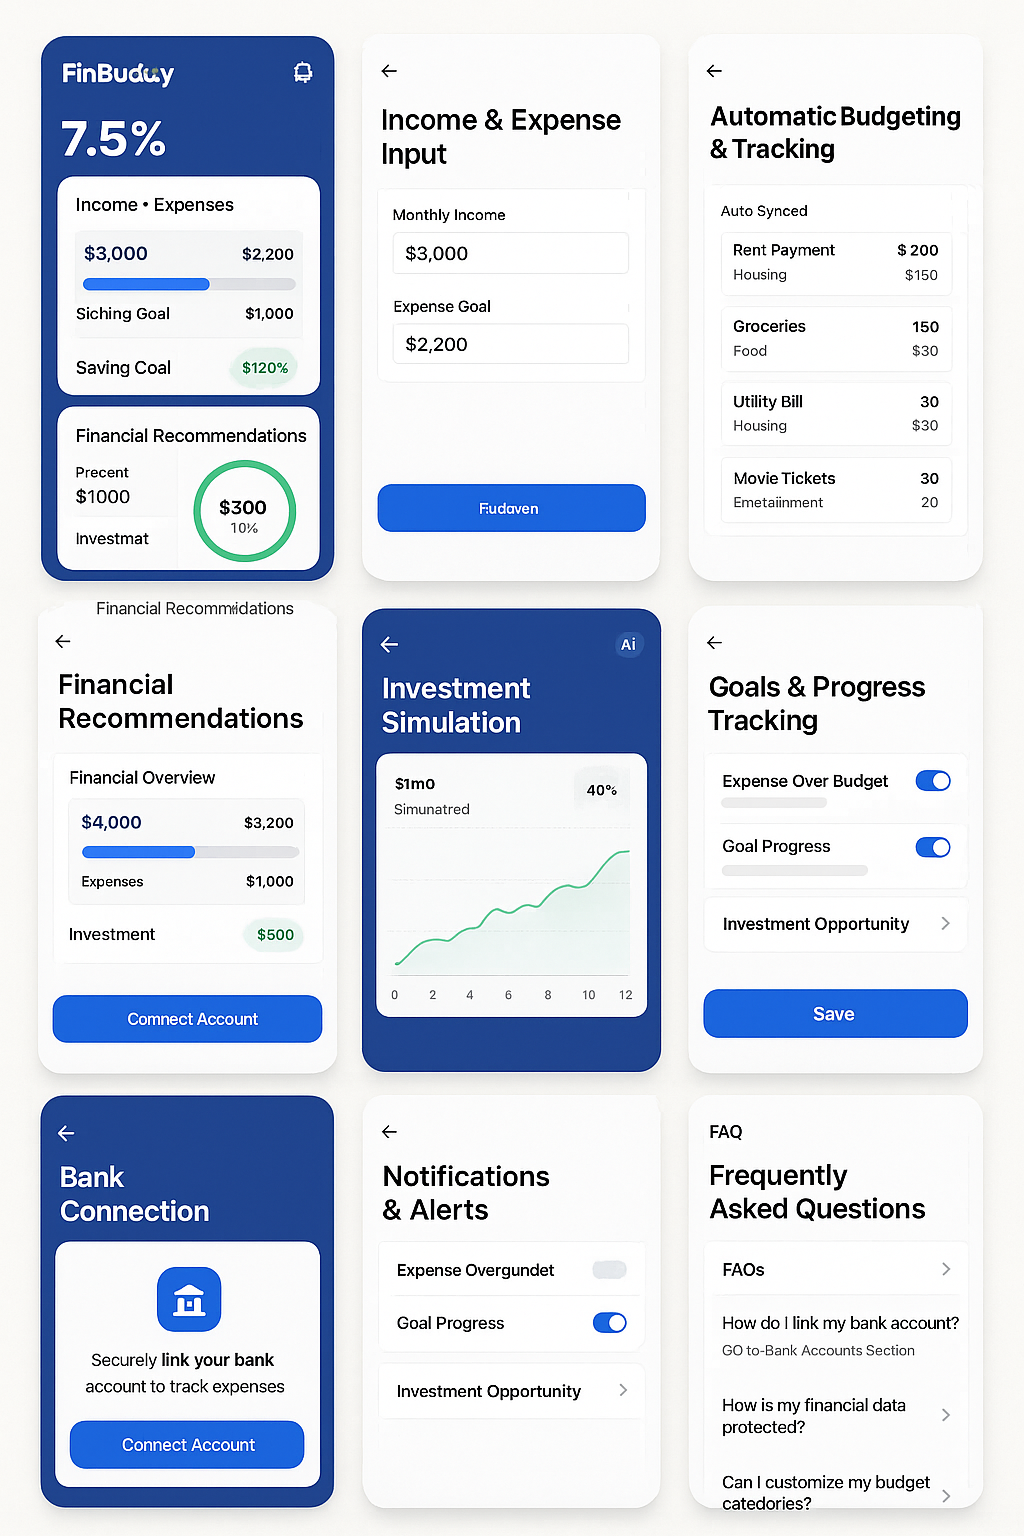 FinBuddy
7.5%
Income • Expenses
$3,000 $2,200
Siching Goal $1,000
Saving Coal $120%
Financial Recommendations
Precent
$1000
Investmat
$300
10%
Income & Expense
Input
Monthly Income
$3,000
Expense Goal
$2,200
Fudaven
Automatic Budgeting
& Tracking
Auto Synced
Rent Payment $ 200
Housing $150
Groceries 150
Food $30
Utility Bill 30
Housing $30
Movie Tickets 30
Emetaiinment 20
Financial Recommidations
Financial
Recommendations
Financial Overview
$4,000 $3,200
Expenses $1,000
Investment $500
Comnect Account
Ai
Investment
Simulation
$1m0 40%
Simunatred
0 2 4 6 8 10 12
Goals & Progress
Tracking
Expense Over Budget
Goal Progress
Investment Opportunity
Save
Bank
Connection
Securely link your bank
account to track expenses
Connect Account
Notifications
& Alerts
Expense Overgundet
Goal Progress
Investment Opportunity
FAQ
Frequently
Asked Questions
FAOs
How do I link my bank account?
GO to-Bank Accounts Section
How is my financial data
protected?
Can I customize my budget
catedories?